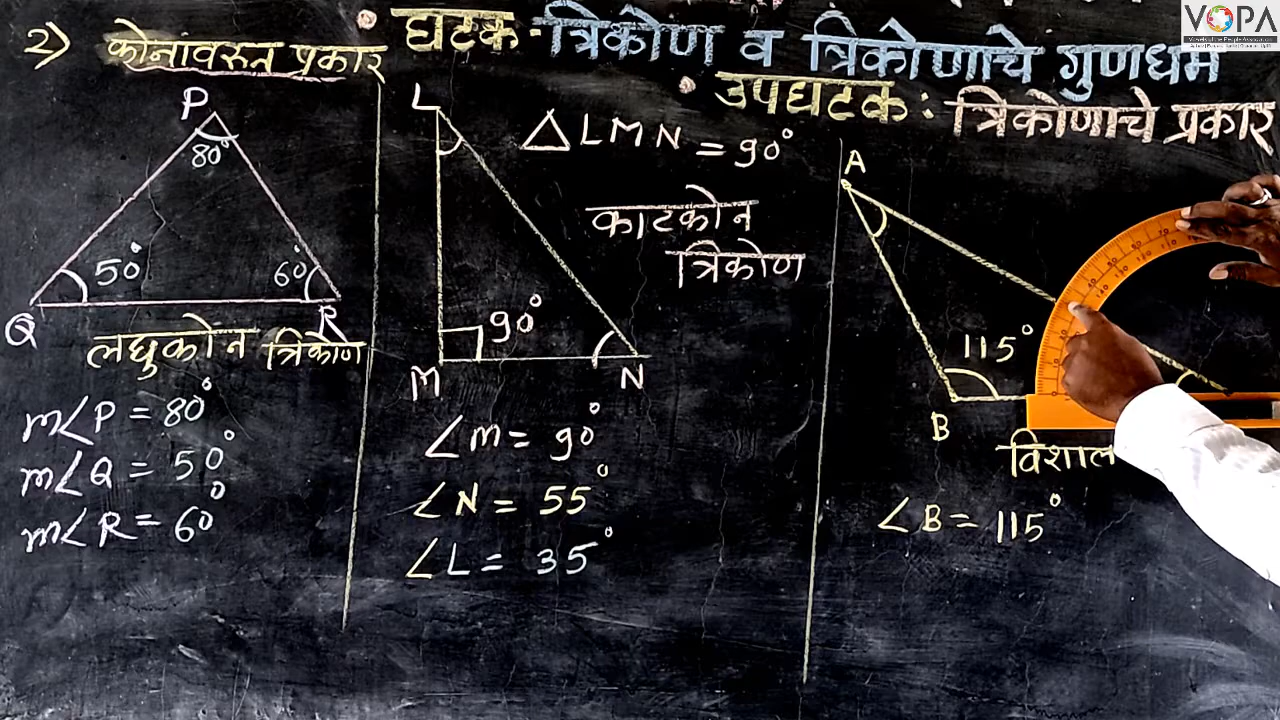 VOPA
घटक - त्रिकोण व त्रिकोणाचे गुणधर्म
उपघटक : त्रिकोणाचे प्रकार
2) कोनांवरून प्रकार
P
80°
50°
60°
Q
R
लघुकोन त्रिकोण
m∠P = 80°
m∠Q = 50°
m∠R = 60°
L
△LMN = 90°
काटकोन
त्रिकोण
90°
M
N
∠M = 90°
∠N = 55°
∠L = 35°
A
115°
B
विशाल
∠B = 115°